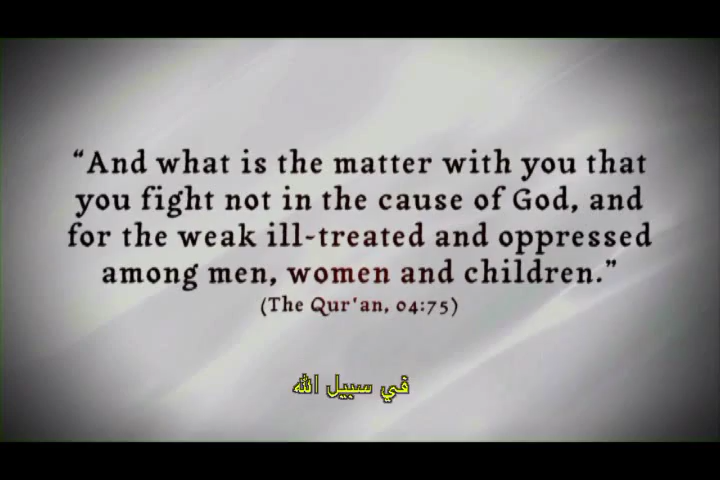 “And what is the matter with you that
you fight not in the cause of God, and
for the weak ill-treated and oppressed
among men, women and children.”
(The Qur'an, 04:75)
في سبيل الله